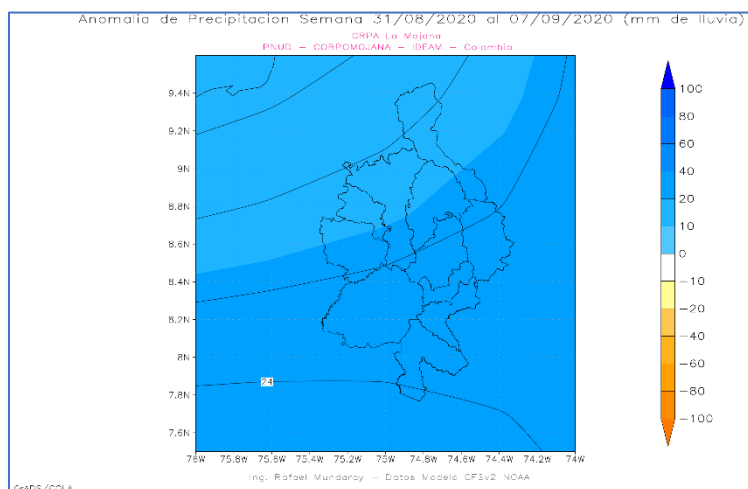 Anomalia de Precipitacion Semana 31/08/2020 al 07/09/2020 (mm de lluvia)
CRPA La Mojana
PNUD – CORPOMOJANA – IDEAM – Colombia
9.4N
9.2N
9N
8.8N
8.6N
8.4N
8.2N
8N
7.8N
7.6N
24
76W 75.8W 75.6W 75.4W 75.2W 75W 74.8W 74.6W 74.4W 74.2W 74W
100
80
60
40
20
0
−10
−20
−40
−60
−80
−100
Ing. Rafael Mundaray – Datos Modelo CFSv2 NOAA
GrADS/COLA